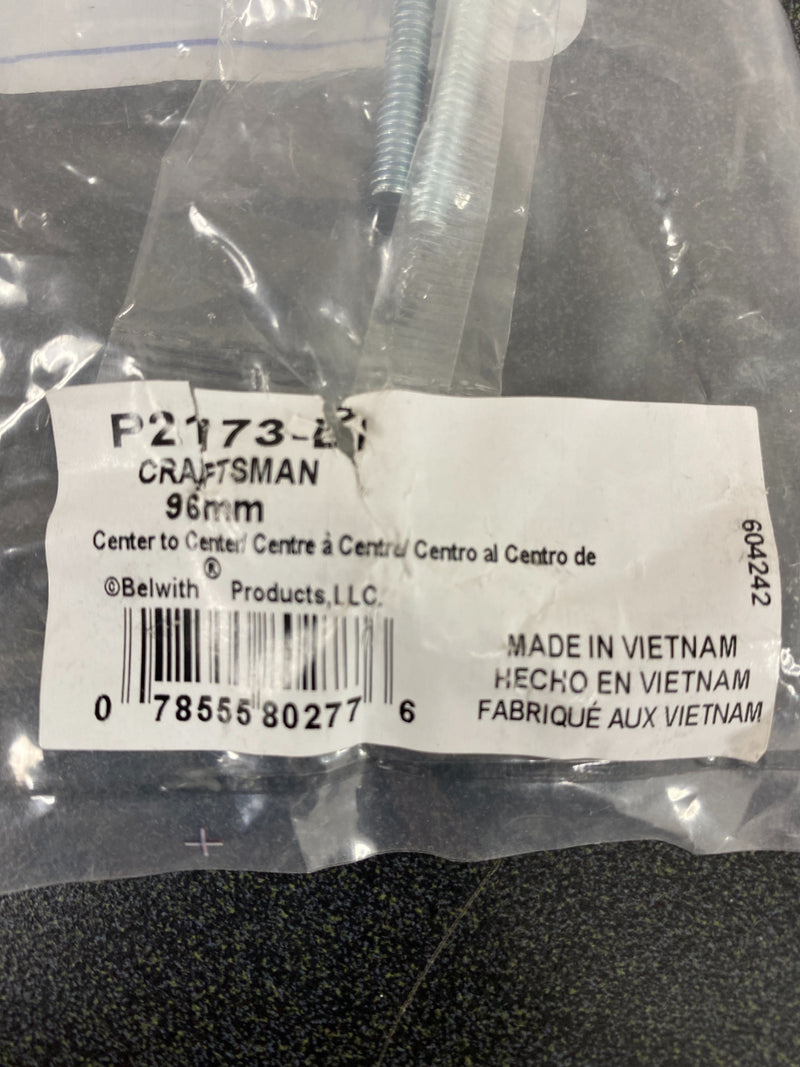 P2173-
CRAFTSMAN
96mm
Center to Center/ Centre à Centre/ Centro al Centro de
©Belwith® Products,LLC.
0 78555 80277 6
604242
MADE IN VIETNAM
HECHO EN VIETNAM
FABRIQUÉ AUX VIETNAM